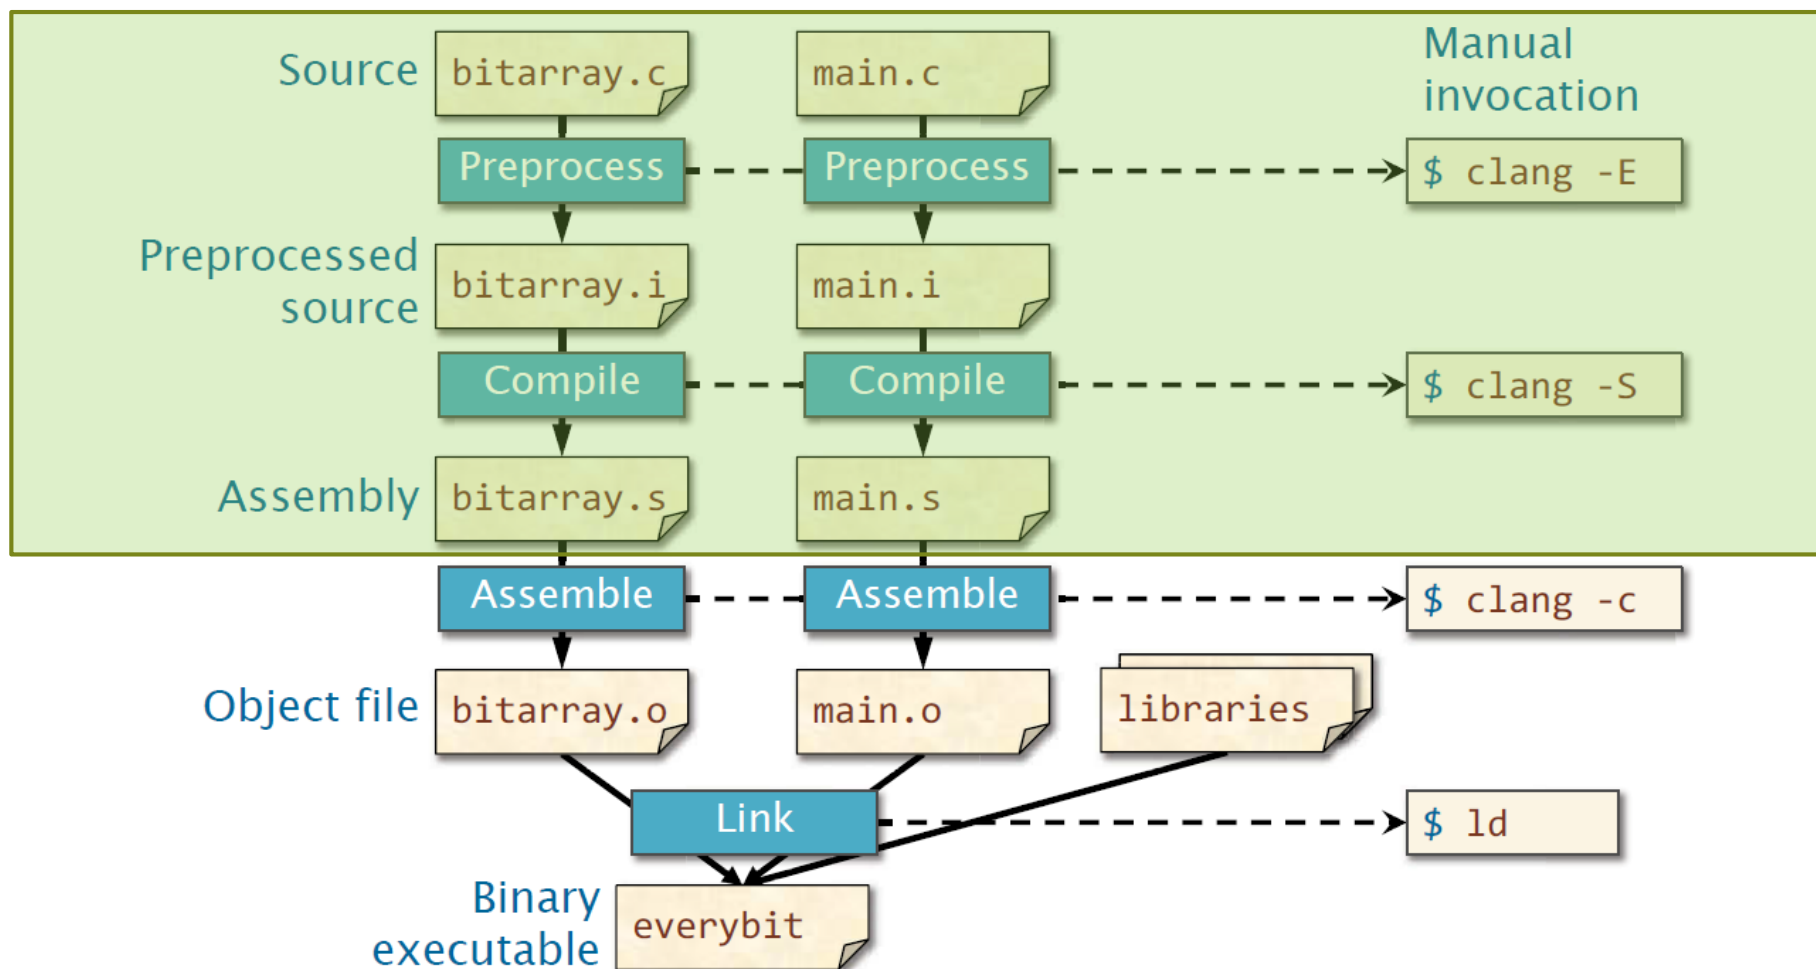 Source
bitarray.c
main.c
Manual
invocation
Preprocess
Preprocess
$ clang -E
Preprocessed
source
bitarray.i
main.i
Compile
Compile
$ clang -S
Assembly
bitarray.s
main.s
Assemble
Assemble
$ clang -c
Object file
bitarray.o
main.o
libraries
Link
$ ld
Binary
executable
everybit